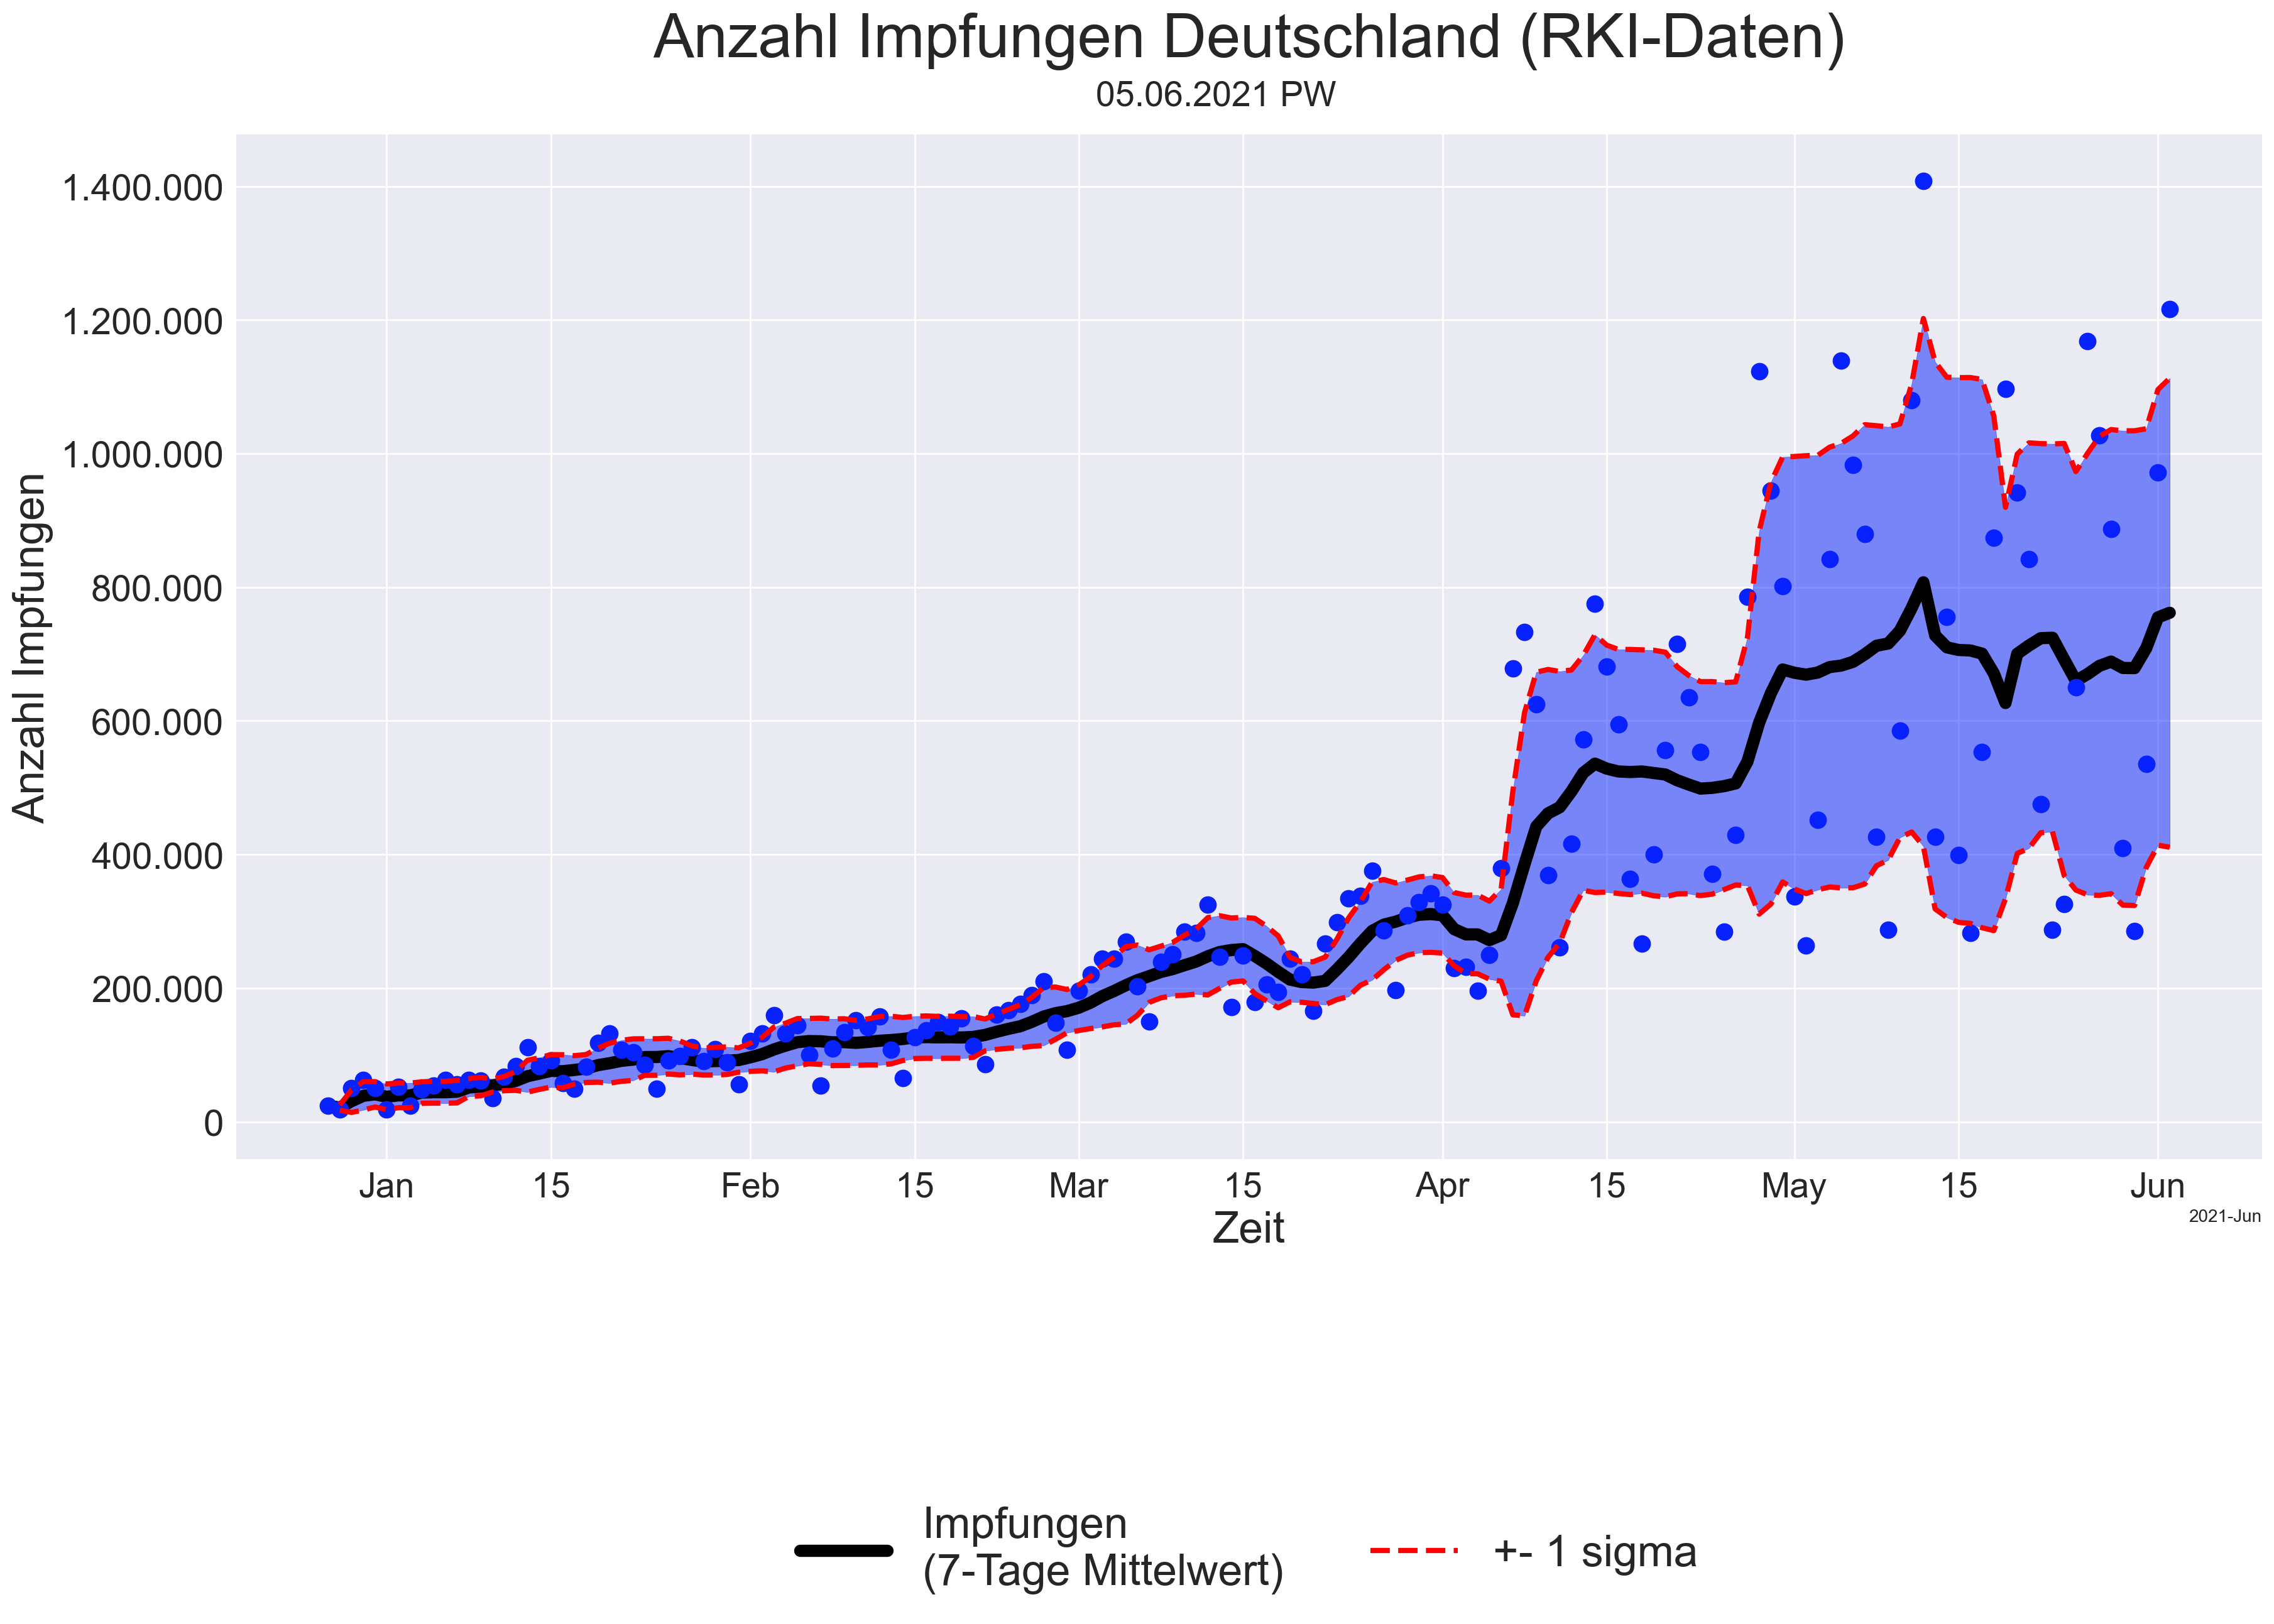 Anzahl Impfungen Deutschland (RKI-Daten)
05.06.2021 PW
Anzahl Impfungen
1.400.000
1.200.000
1.000.000
800.000
600.000
400.000
200.000
0
Jan 15 Feb 15 Mar 15 Apr 15 May 15 Jun
Zeit
2021-Jun
Impfungen
(7-Tage Mittelwert)
+- 1 sigma